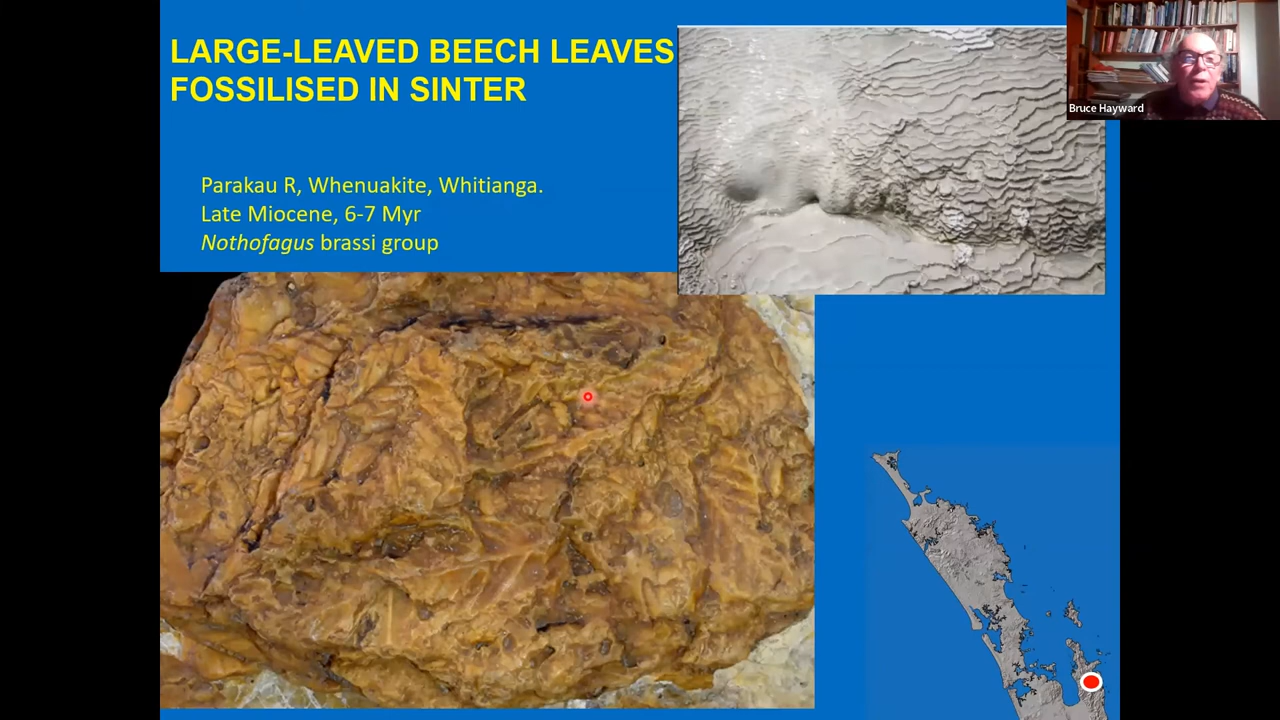 LARGE-LEAVED BEECH LEAVES
FOSSILISED IN SINTER
Parakau R, Whenuakite, Whitianga.
Late Miocene, 6-7 Myr
Nothofagus brassi group
Bruce Hayward